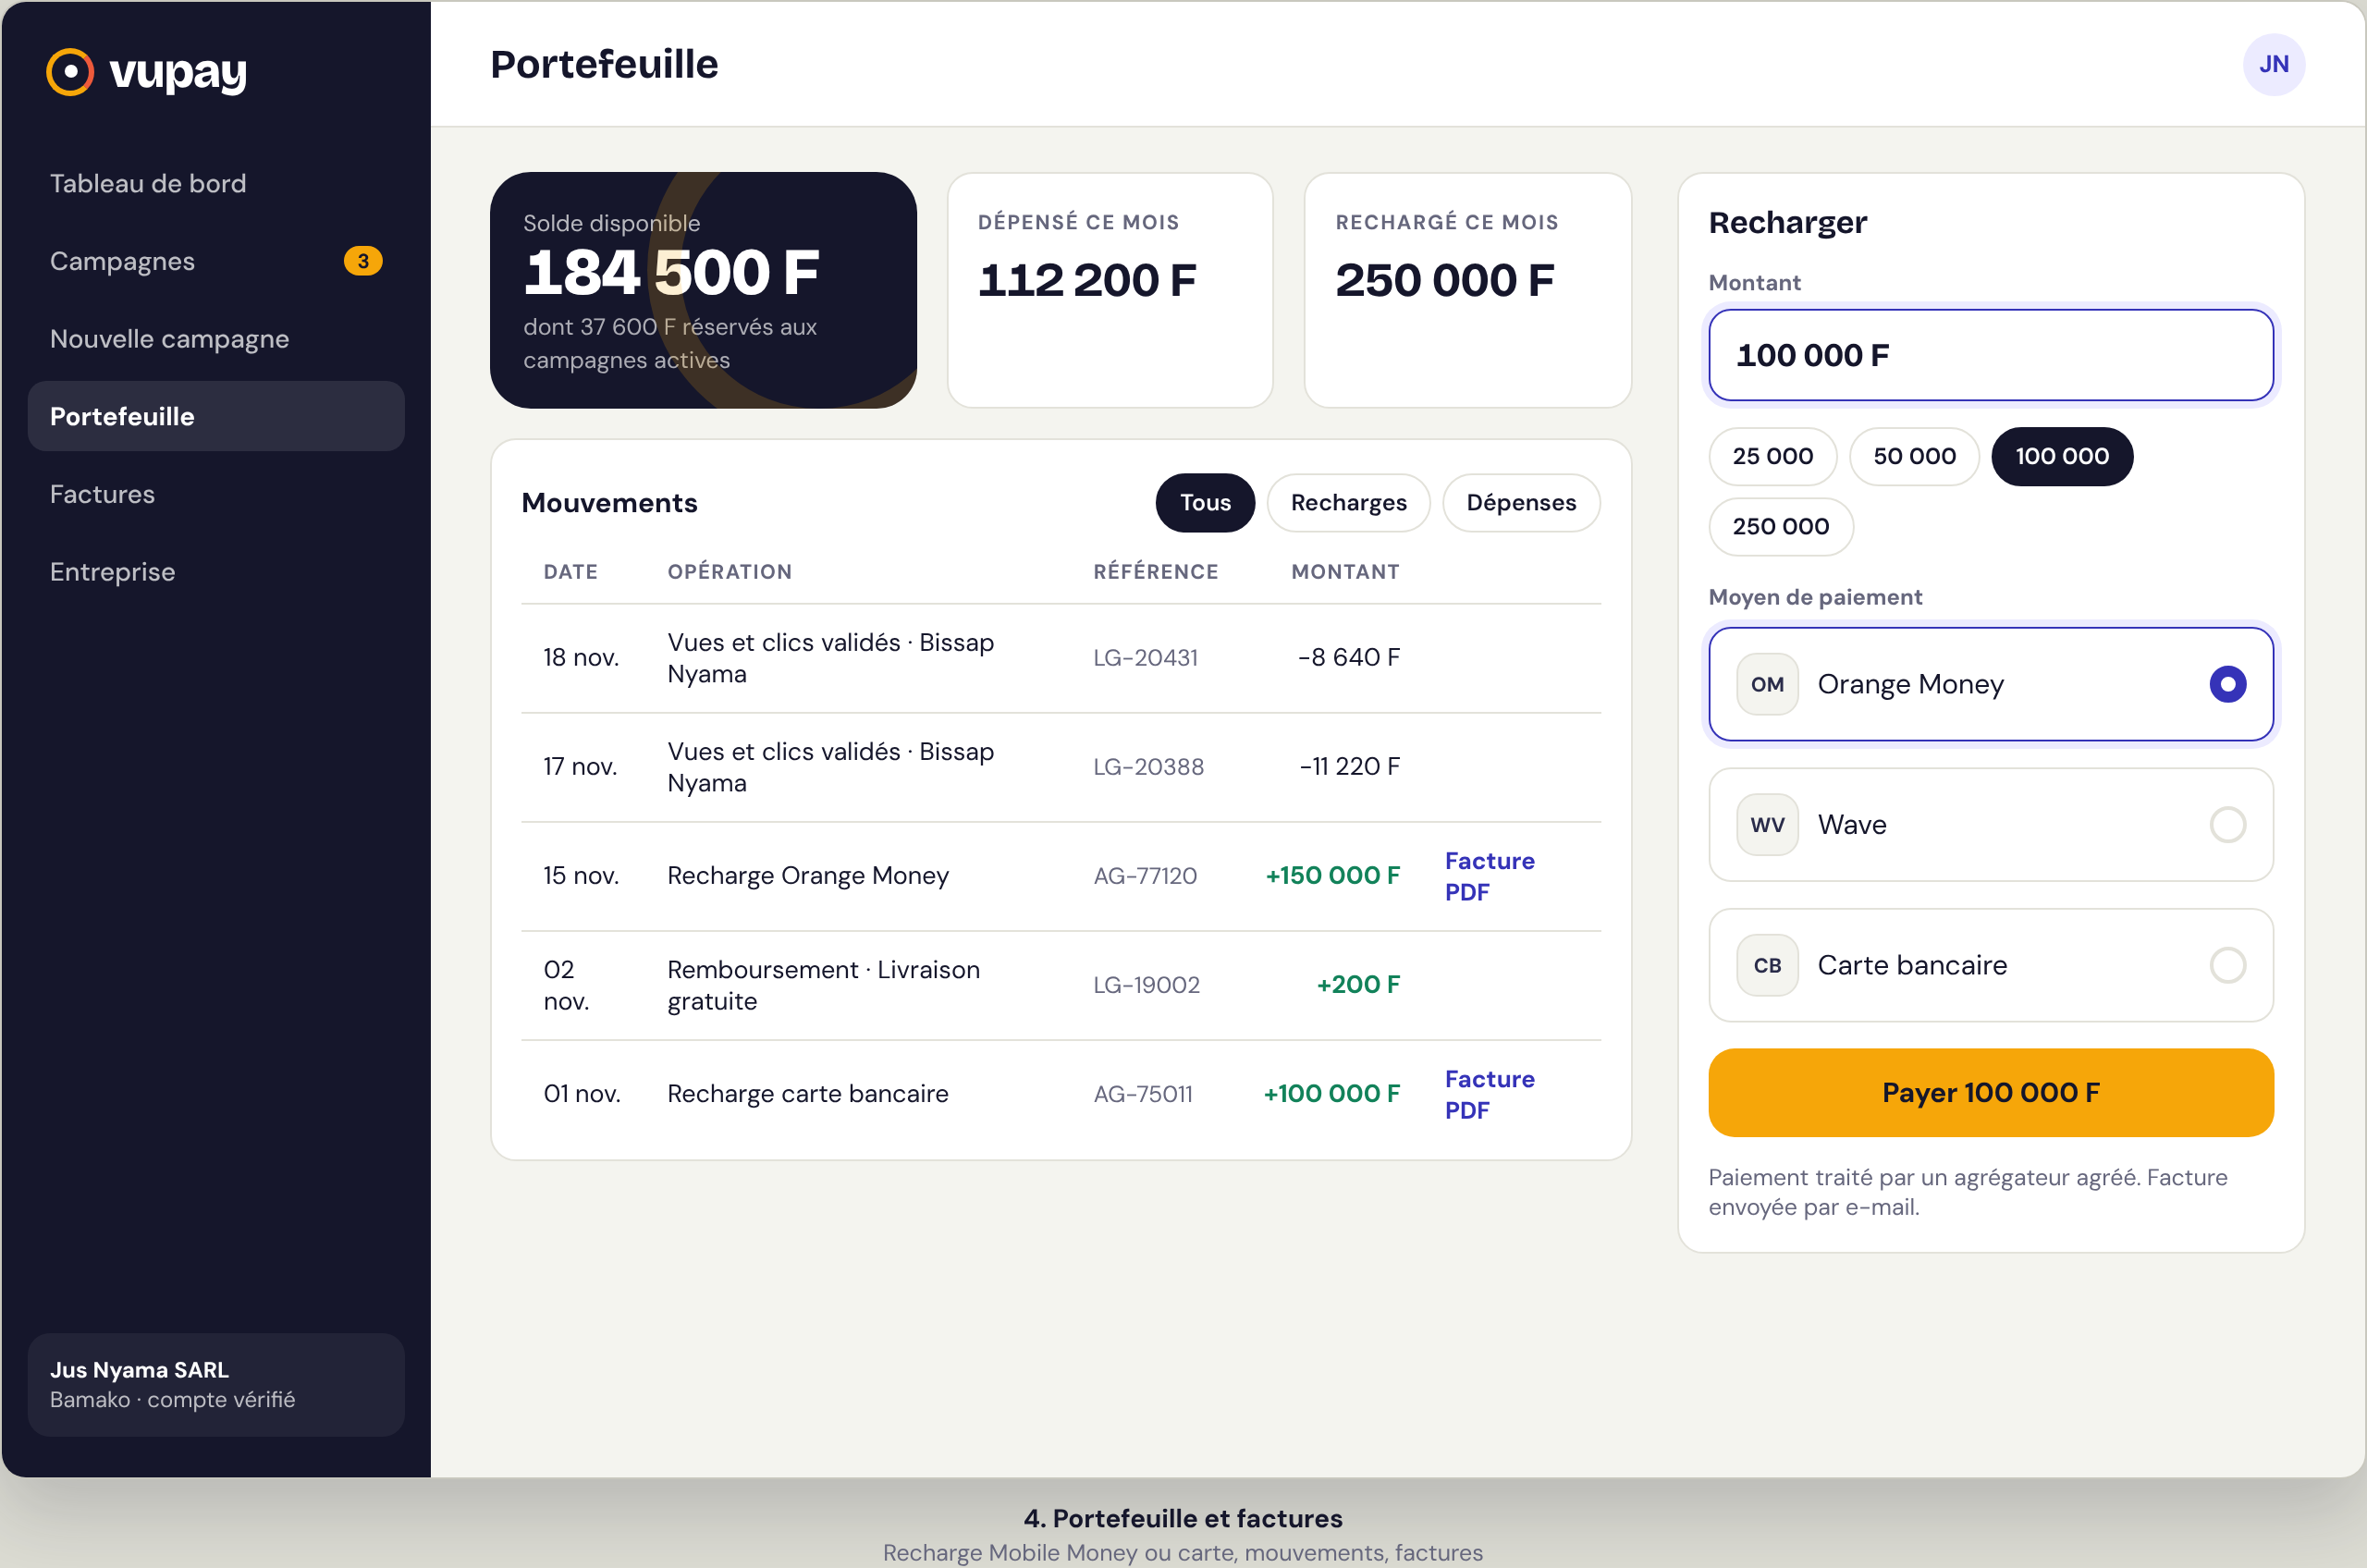 vupay
Tableau de bord
Campagnes 3
Nouvelle campagne
Portefeuille
Factures
Entreprise
Jus Nyama SARL
Bamako · compte vérifié
Portefeuille
JN
Solde disponible
184 500 F
dont 37 600 F réservés aux
campagnes actives
DÉPENSÉ CE MOIS
112 200 F
RECHARGÉ CE MOIS
250 000 F
Mouvements
Tous Recharges Dépenses
DATE OPÉRATION RÉFÉRENCE MONTANT
18 nov. Vues et clics validés · Bissap LG-20431 -8 640 F
Nyama
17 nov. Vues et clics validés · Bissap LG-20388 -11 220 F
Nyama
15 nov. Recharge Orange Money AG-77120 +150 000 F Facture
PDF
02 Remboursement · Livraison LG-19002 +200 F
nov. gratuite
01 nov. Recharge carte bancaire AG-75011 +100 000 F Facture
PDF
Recharger
Montant
100 000 F
25 000 50 000 100 000
250 000
Moyen de paiement
OM Orange Money
WV Wave
CB Carte bancaire
Payer 100 000 F
Paiement traité par un agrégateur agréé. Facture
envoyée par e-mail.
4. Portefeuille et factures
Recharge Mobile Money ou carte, mouvements, factures